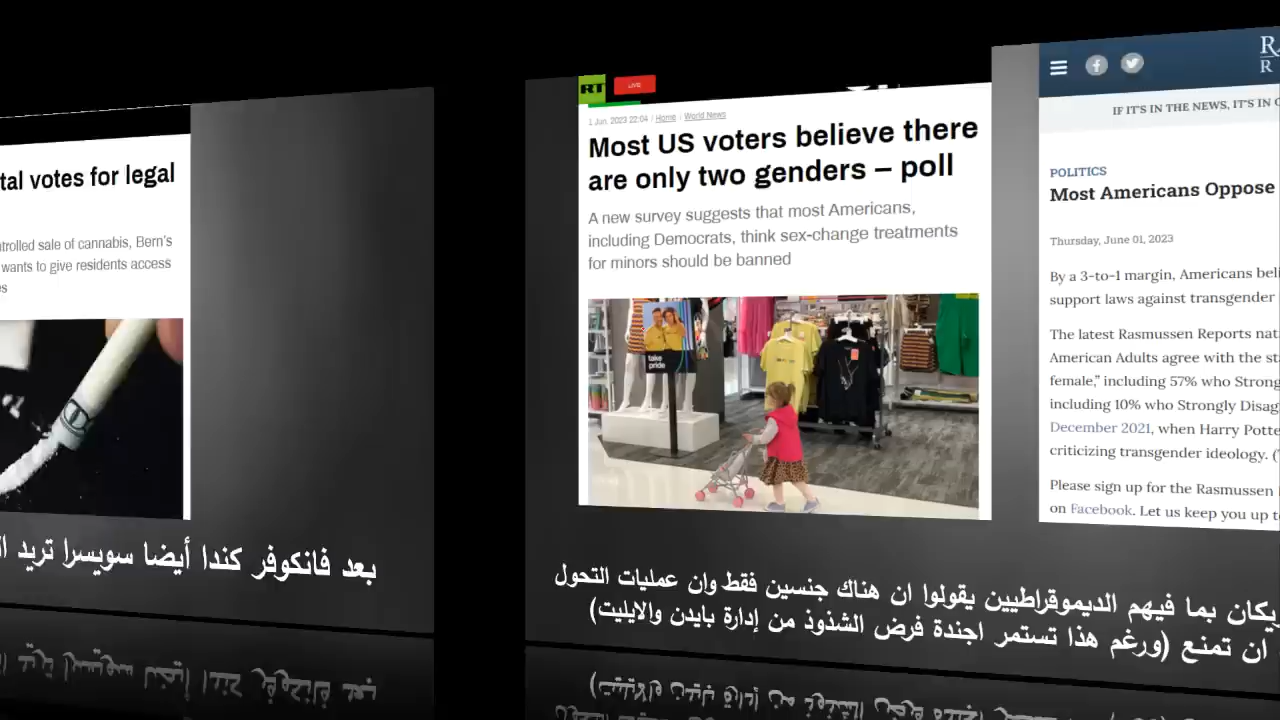 tal votes for legal
trolled sale of cannabis, Bern's
wants to give residents access
es
بعد فانكوفر كندا أيضا سويسرا تريد
RT
LIVE
1 Jun, 2023 22:04 / Home / World News
Most US voters believe there
are only two genders – poll
A new survey suggests that most Americans,
including Democrats, think sex-change treatments
for minors should be banned
take
pride
يكان بما فيهم الديموقراطيين يقولوا ان هناك جنسين فقط وان عمليات التحول
ان تمنع (ورغم هذا تستمر اجندة فرض الشذوذ من إدارة بايدن والايليت)
IF IT'S IN THE NEWS, IT'S IN
POLITICS
Most Americans Oppose
Thursday, June 01, 2023
By a 3-to-1 margin, Americans bel
support laws against transgender
The latest Rasmussen Reports nat
American Adults agree with the st
female,” including 57% who Strong
including 10% who Strongly Disag
December 2021, when Harry Potte
criticizing transgender ideology. (
Please sign up for the Rasmussen
on Facebook. Let us keep you up t